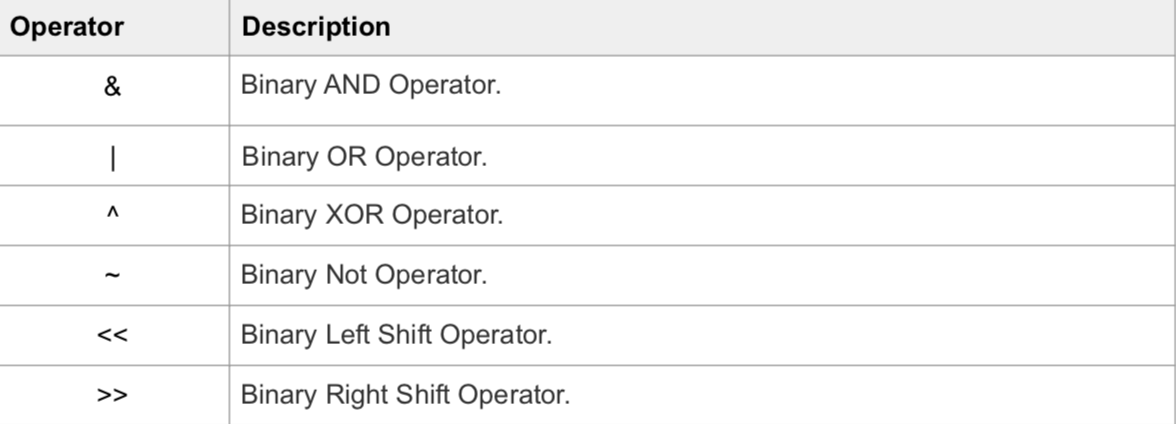 Operator Description
& Binary AND Operator.
| Binary OR Operator.
^ Binary XOR Operator.
~ Binary Not Operator.
<< Binary Left Shift Operator.
>> Binary Right Shift Operator.